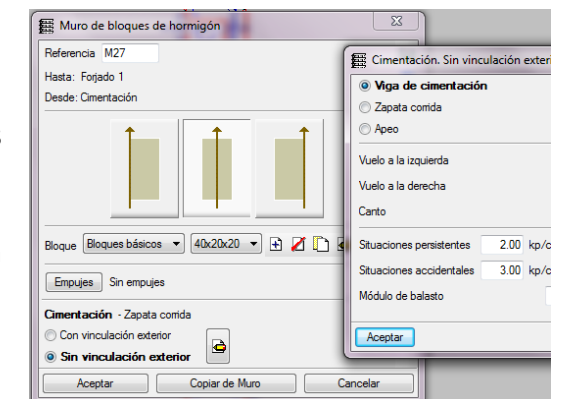 Muro de bloques de hormigón
Referencia M27
Hasta: Forjado 1
Desde: Cimentación
Bloque Bloques básicos 40x20x20
Empujes Sin empujes
Cimentación - Zapata corrida
Con vinculación exterior
Sin vinculación exterior
Aceptar Copiar de Muro Cancelar
Cimentación. Sin vinculación exteri
Viga de cimentación
Zapata corrida
Apeo
Vuelo a la izquierda
Vuelo a la derecha
Canto
Situaciones persistentes 2.00 kp/c
Situaciones accidentales 3.00 kp/c
Módulo de balasto
Aceptar